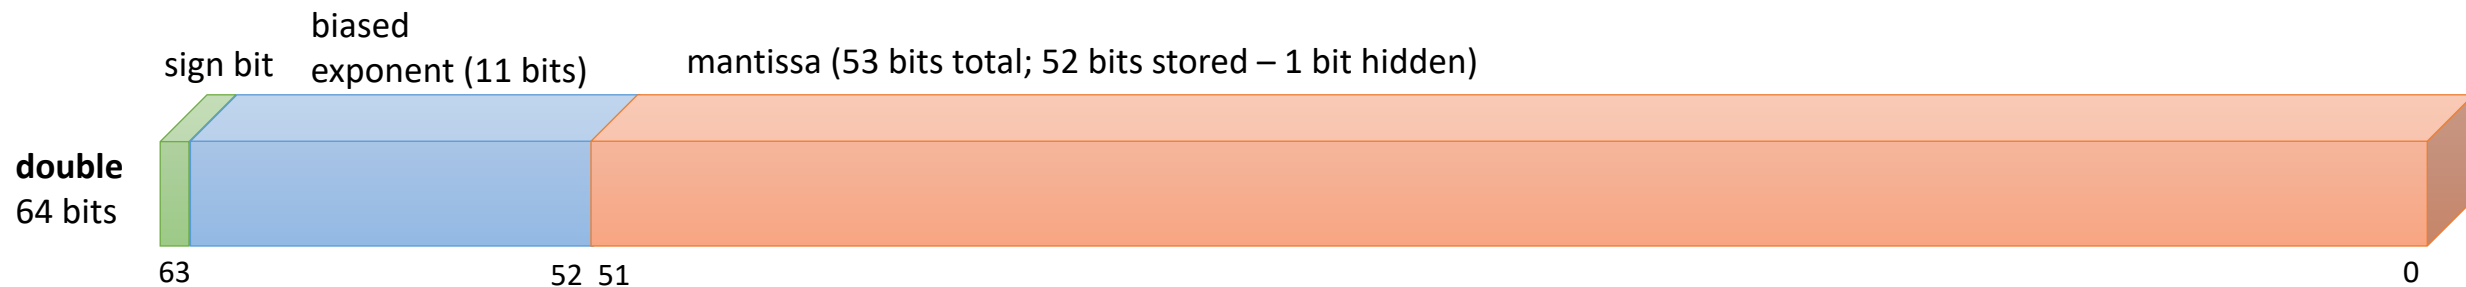 biased
sign bit
exponent (11 bits)
mantissa (53 bits total; 52 bits stored – 1 bit hidden)
double
64 bits
63
52
51
0